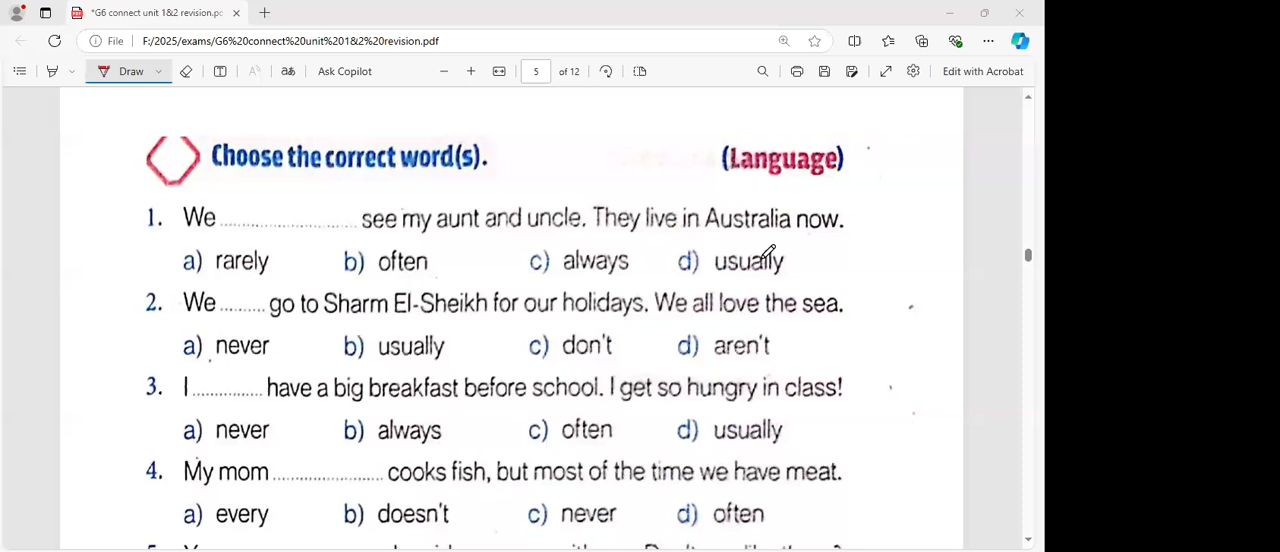 *G6 connect unit 1&2 revision.pc
File F:/2025/exams/G6%20connect%20unit%201&2%20revision.pdf
Draw aあ Ask Copilot 5 of 12 Edit with Acrobat
Choose the correct word(s). (Language)
1. We ........................... see my aunt and uncle. They live in Australia now.
a) rarely b) often c) always d) usually
2. We ......... go to Sharm El-Sheikh for our holidays. We all love the sea.
a) never b) usually c) don't d) aren't
3. I .............. have a big breakfast before school. I get so hungry in class!
a) never b) always c) often d) usually
4. My mom ...................... cooks fish, but most of the time we have meat.
a) every b) doesn't c) never d) often